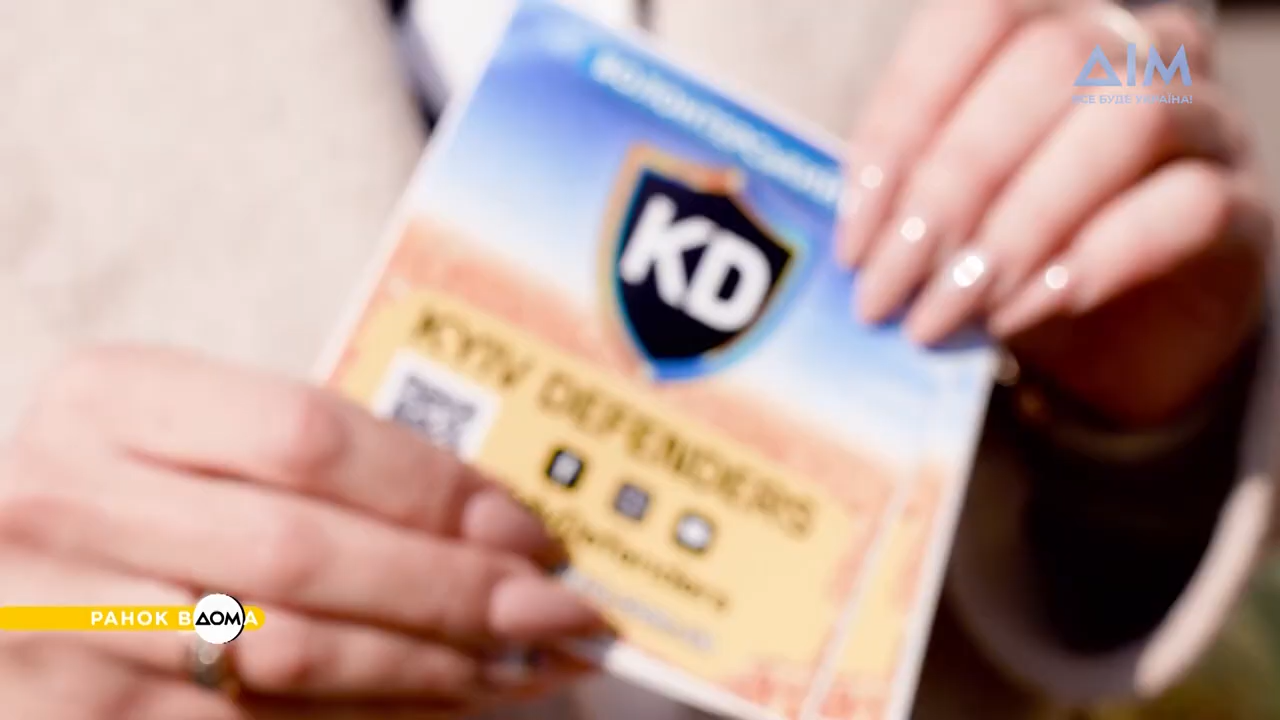 ДІМ
ВСЕ БУДЕ УКРАЇНА!
ВОЛОНТЕРСЬКИЙ
KD
KYIV DEFENDERS
РАНОК ВДОМА